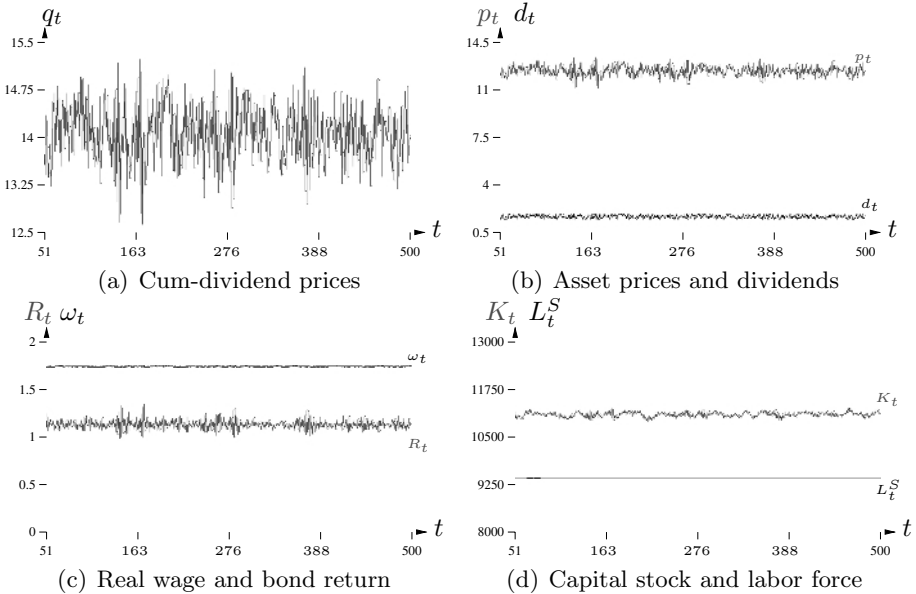 q_t
15.5
14.75
14
13.25
12.5
51 163 276 388 500 t
(a) Cum-dividend prices
p_t d_t
14.5
11
7.5
4
0.5
p_t
d_t
51 163 276 388 500 t
(b) Asset prices and dividends
R_t ω_t
2
1.5
1
0.5
0
ω_t
R_t
51 163 276 388 500 t
(c) Real wage and bond return
K_t L_t^S
13000
11750
10500
9250
8000
K_t
L_t^S
51 163 276 388 500 t
(d) Capital stock and labor force